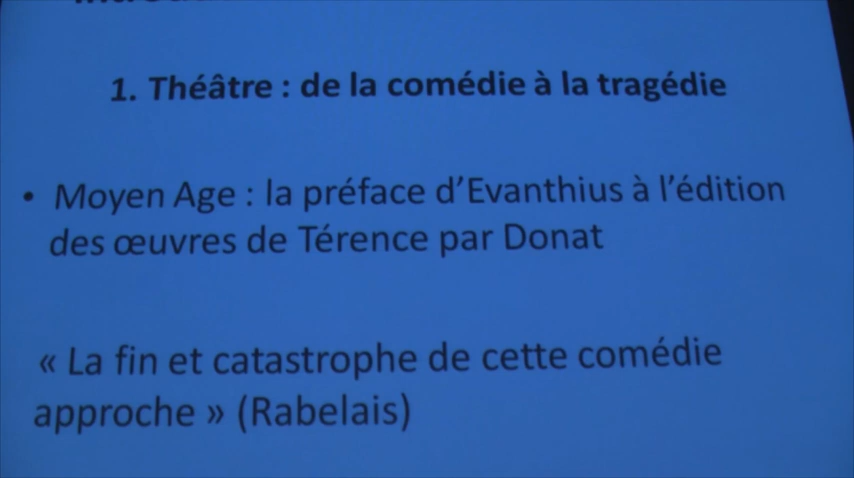 1. Théâtre : de la comédie à la tragédie
• Moyen Age : la préface d'Evanthius à l'édition
des œuvres de Térence par Donat
« La fin et catastrophe de cette comédie
approche » (Rabelais)